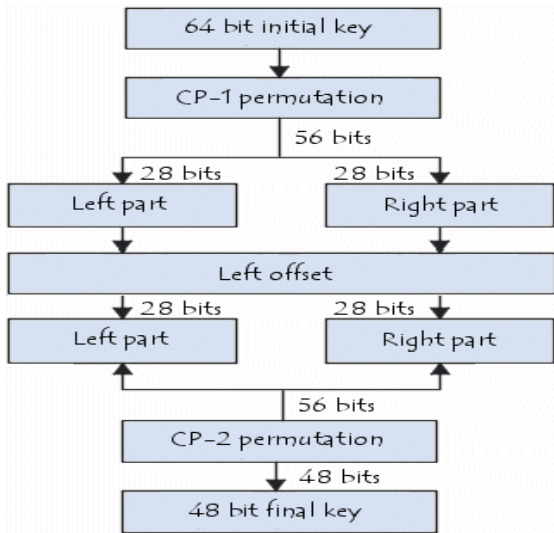 64 bit initial key
CP-1 permutation
56 bits
28 bits
28 bits
Left part
Right part
Left offset
28 bits
28 bits
Left part
Right part
56 bits
CP-2 permutation
48 bits
48 bit final key